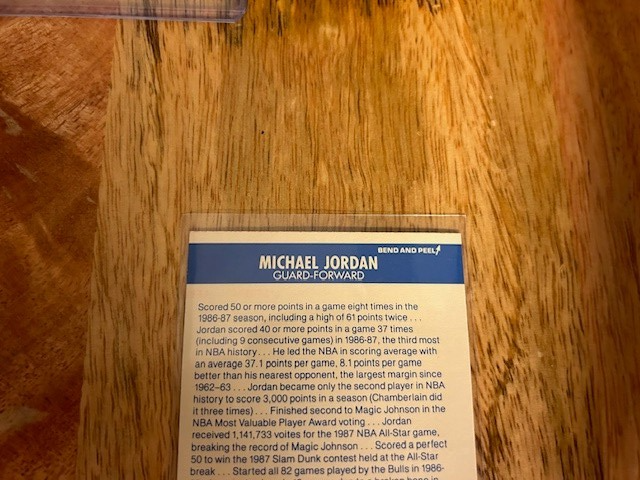 BEND AND PEEL
MICHAEL JORDAN
GUARD-FORWARD
Scored 50 or more points in a game eight times in the
1986-87 season, including a high of 61 points twice . . .
Jordan scored 40 or more points in a game 37 times
(including 9 consecutive games) in 1986-87, the third most
in NBA history . . . He led the NBA in scoring average with
an average 37.1 points per game, 8.1 points per game
better than his nearest opponent, the largest margin since
1962–63 . . . Jordan became only the second player in NBA
history to score 3,000 points in a season (Chamberlain did
it three times) . . . Finished second to Magic Johnson in the
NBA Most Valuable Player Award voting . . . Jordan
received 1,141,733 voites for the 1987 NBA All-Star game,
breaking the record of Magic Johnson . . . Scored a perfect
50 to win the 1987 Slam Dunk contest held at the All-Star
break . . . Started all 82 games played by the Bulls in 1986-